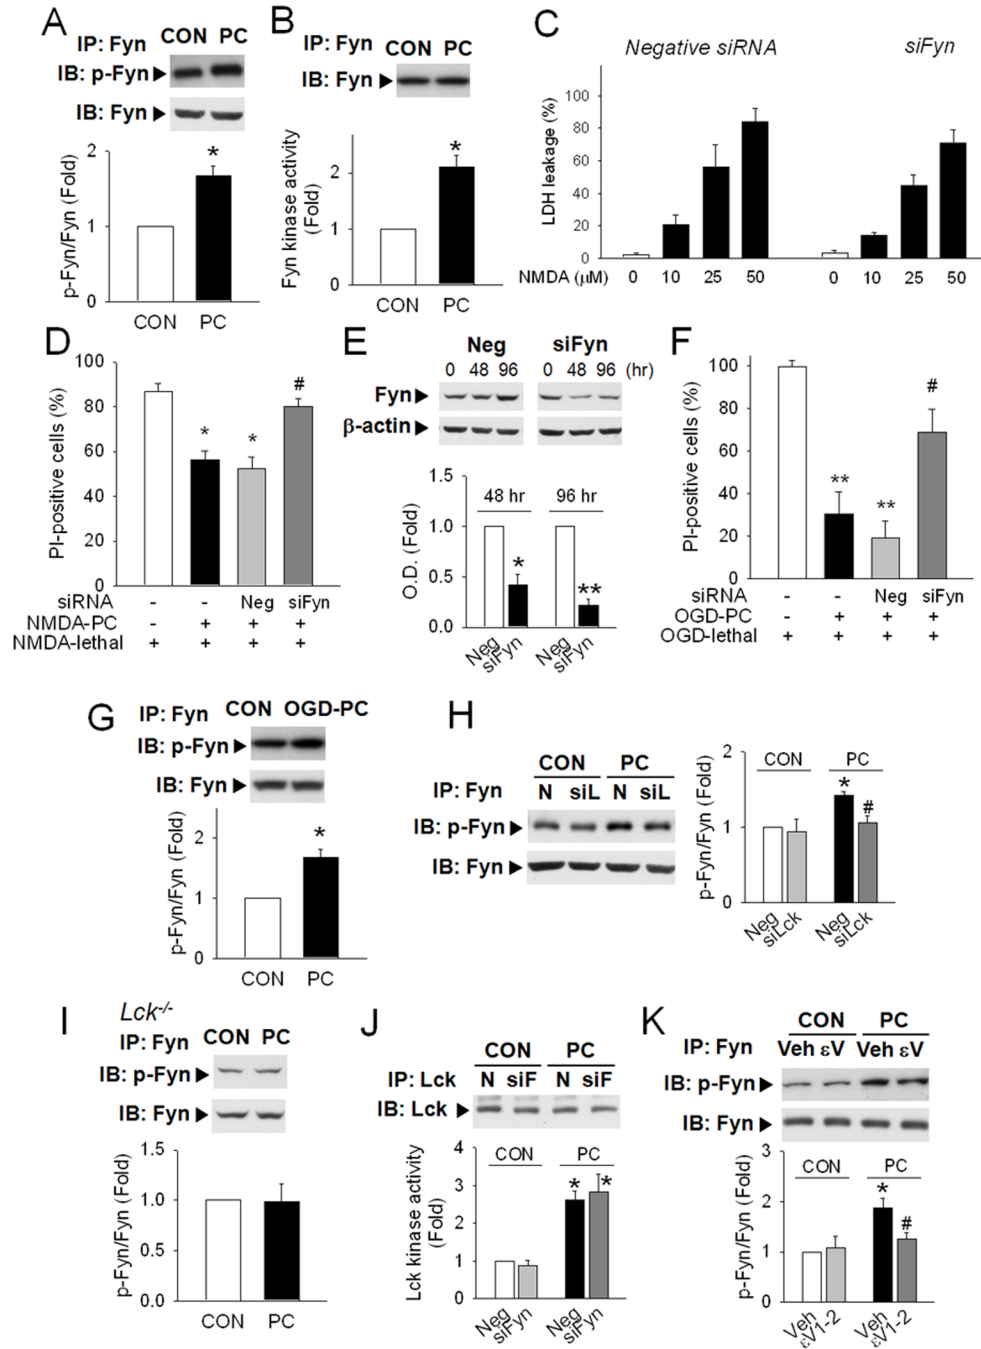 A
IP: Fyn CON PC
IB: p-Fyn
IB: Fyn
p-Fyn/Fyn (Fold)
2
1
0
CON PC
B
IP: Fyn CON PC
IB: Fyn
Fyn kinase activity
(Fold)
2
1
0
CON PC
C
Negative siRNA siFyn
LDH leakage (%)
100
80
60
40
20
0
NMDA (μM) 0 10 25 50 0 10 25 50
D
PI-positive cells (%)
100
80
60
40
20
0
* * #
siRNA - - Neg siFyn
NMDA-PC - + + +
NMDA-lethal + + + +
E
Neg siFyn
0 48 96 0 48 96 (hr)
Fyn
β-actin
O.D. (Fold)
1.5
1.0
0.5
0.0
48 hr 96 hr
* **
Neg siFyn Neg siFyn
F
PI-positive cells (%)
100
80
60
40
20
0
** ** #
siRNA - - Neg siFyn
OGD-PC - + + +
OGD-lethal + + + +
G
IP: Fyn CON OGD-PC
IB: p-Fyn
IB: Fyn
p-Fyn/Fyn (Fold)
2
1
0
*
CON PC
H
CON PC
IP: Fyn N siL N siL
IB: p-Fyn
IB: Fyn
p-Fyn/Fyn (Fold)
2
1
0
CON PC
* #
Neg siLck Neg siLck
I
Lck-/-
IP: Fyn CON PC
IB: p-Fyn
IB: Fyn
p-Fyn/Fyn (Fold)
1.5
1.0
0.5
0.0
CON PC
J
CON PC
IP: Lck N siF N siF
IB: Lck
Lck kinase activity
(Fold)
4
3
2
1
0
CON PC
* *
Neg siFyn Neg siFyn
K
CON PC
IP: Fyn Veh εV Veh εV
IB: p-Fyn
IB: Fyn
p-Fyn/Fyn (Fold)
3
2
1
0
CON PC
* #
Veh εV1-2 Veh εV1-2